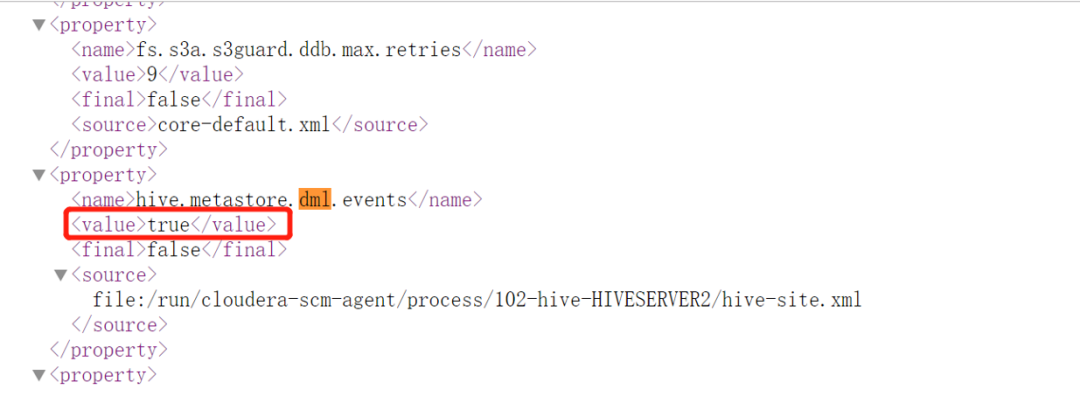 </property>
▼<property>
<name>fs.s3a.s3guard.ddb.max.retries</name>
<value>9</value>
<final>false</final>
<source>core-default.xml</source>
</property>
▼<property>
<name>hive.metastore.dml.events</name>
<value>true</value>
<final>false</final>
▼<source>
file:/run/cloudera-scm-agent/process/102-hive-HIVESERVER2/hive-site.xml
</source>
</property>
▼<property>